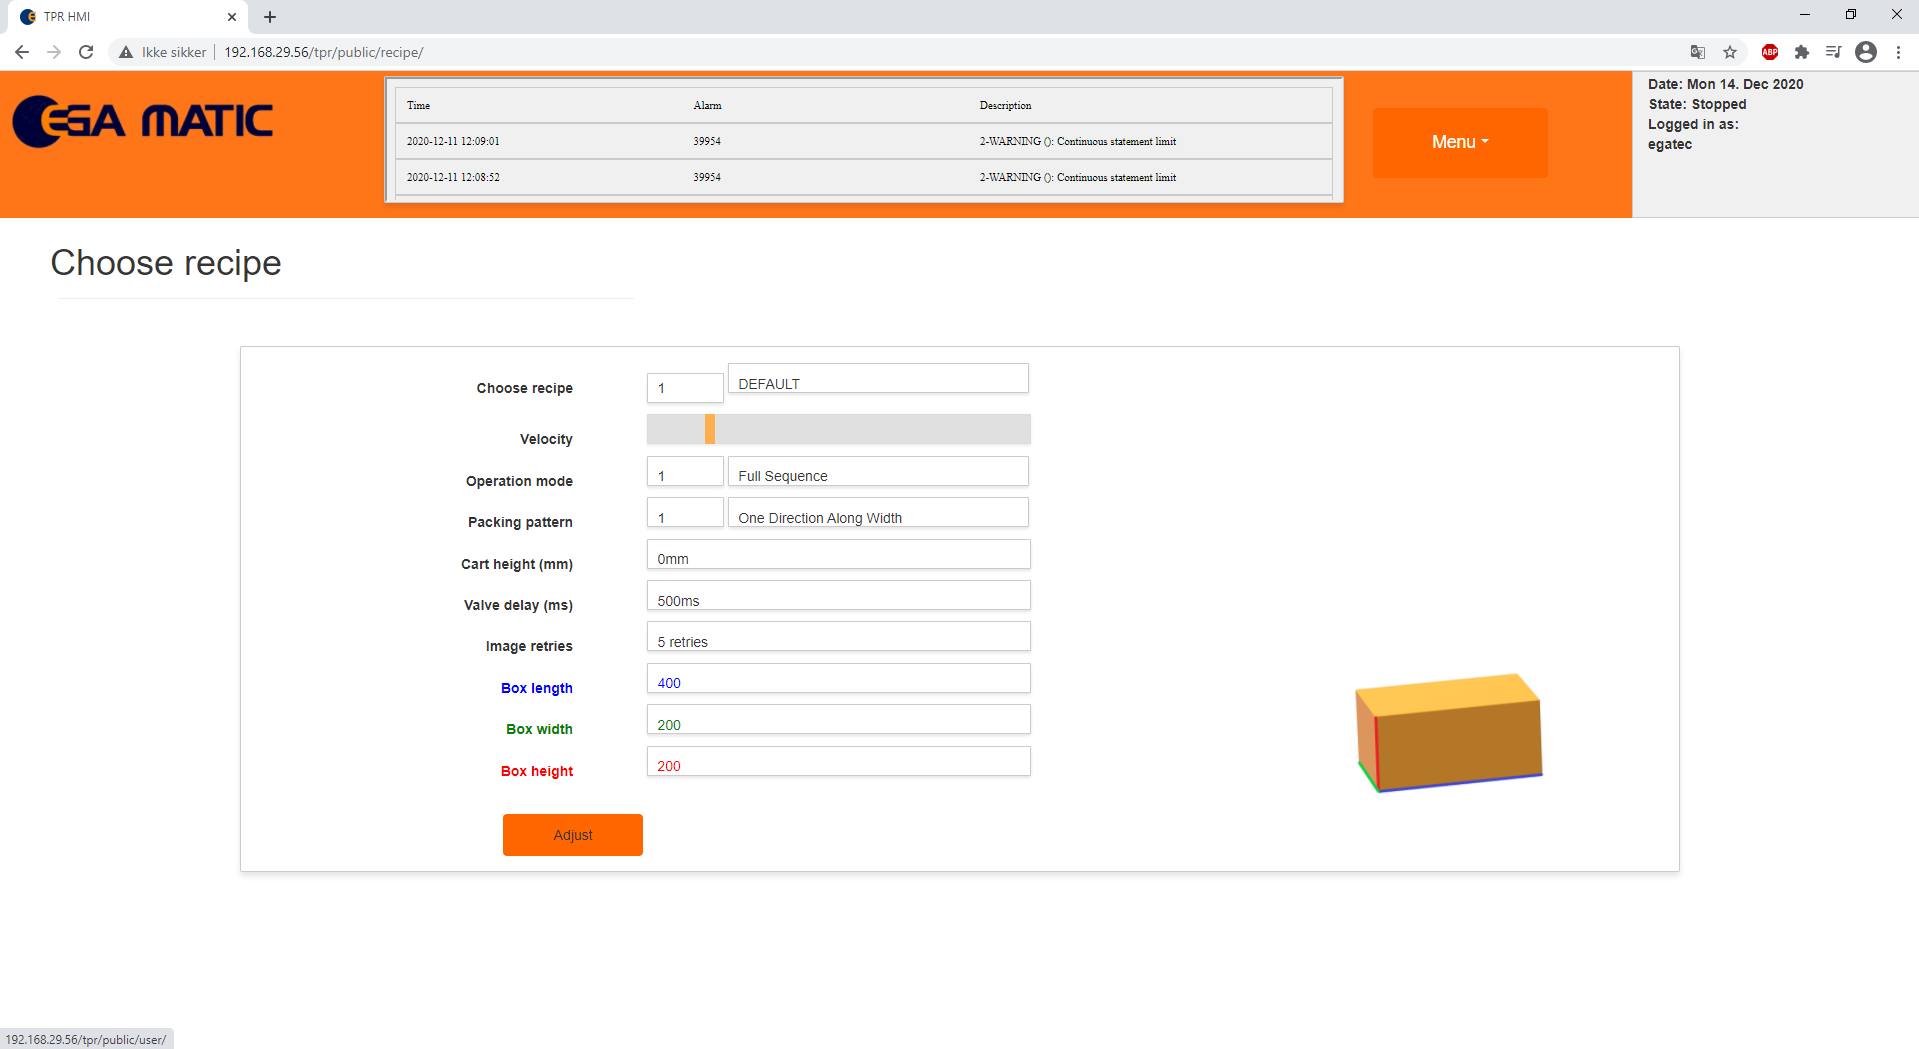 TPR HMI
Ikke sikker 192.168.29.56/tpr/public/recipe/
ABP
EGA MATIC
Time Alarm Description
2020-12-11 12:09:01 39954 2-WARNING (): Continuous statement limit
2020-12-11 12:08:52 39954 2-WARNING (): Continuous statement limit
Menu
Date: Mon 14. Dec 2020
State: Stopped
Logged in as:
egatec
Choose recipe
Choose recipe 1 DEFAULT
Velocity
Operation mode 1 Full Sequence
Packing pattern 1 One Direction Along Width
Cart height (mm) 0mm
Valve delay (ms) 500ms
Image retries 5 retries
Box length 400
Box width 200
Box height 200
Adjust
192.168.29.56/tpr/public/user/